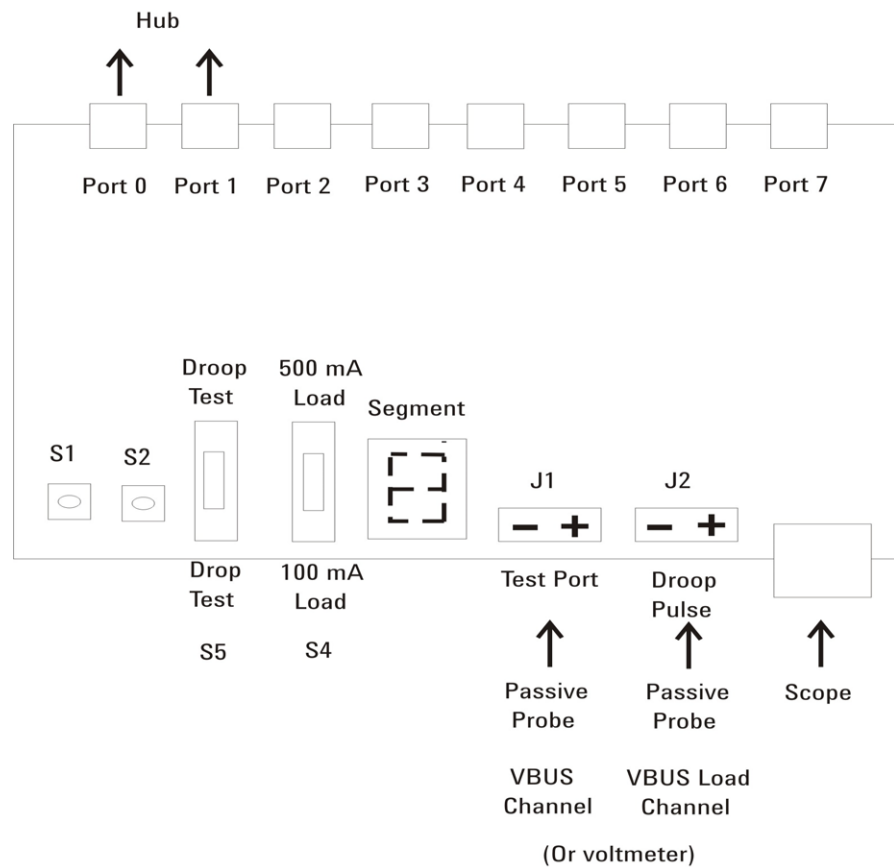 Hub
Port 0 Port 1 Port 2 Port 3 Port 4 Port 5 Port 6 Port 7
Droop
Test
500 mA
Load
Segment
S1
S2
J1
J2
− +
− +
Drop
Test
100 mA
Load
Test Port
Droop
Pulse
S5
S4
Passive
Probe
Passive
Probe
Scope
VBUS
Channel
VBUS Load
Channel
(Or voltmeter)